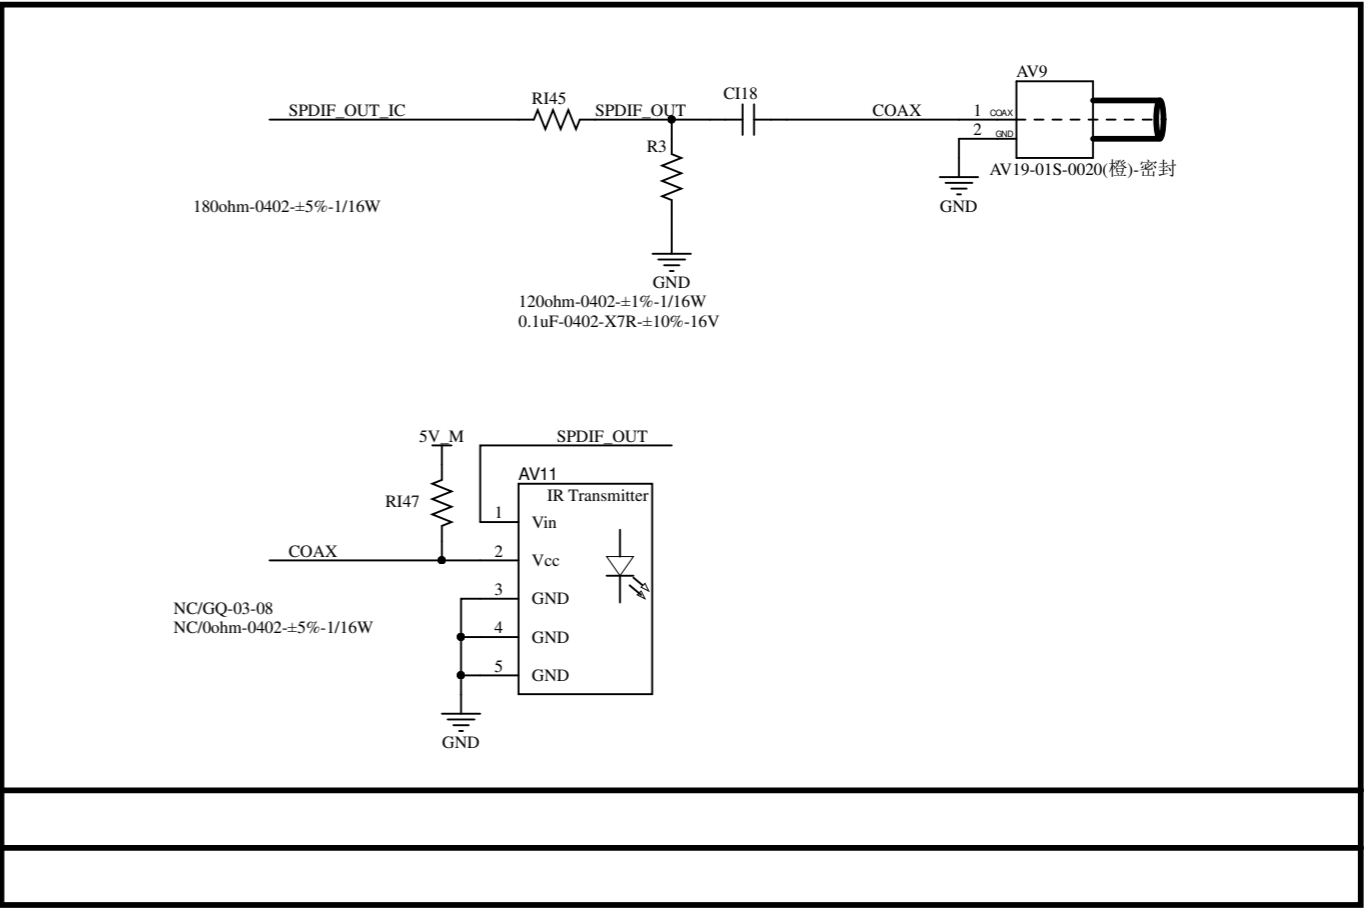 AV9
RI45
CI18
SPDIF_OUT_IC
SPDIF_OUT
COAX
1 COAX
2 GND
R3
AV19-01S-0020(橙)-密封
180ohm-0402-±5%-1/16W
GND
GND
120ohm-0402-±1%-1/16W
0.1uF-0402-X7R-±10%-16V
5V_M
SPDIF_OUT
AV11
IR Transmitter
RI47
1 Vin
COAX
2 Vcc
3 GND
NC/GQ-03-08
NC/0ohm-0402-±5%-1/16W
4 GND
5 GND
GND